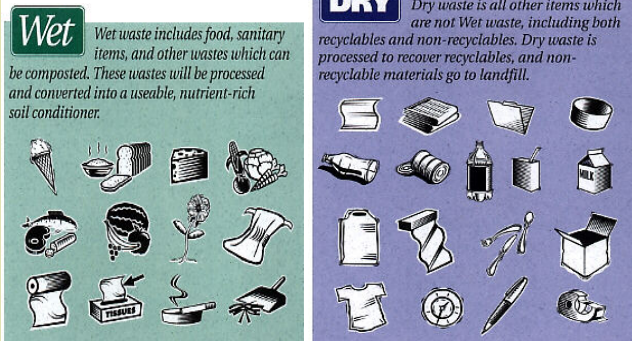 Wet
Wet waste includes food, sanitary
items, and other wastes which can
be composted. These wastes will be processed
and converted into a useable, nutrient-rich
soil conditioner.
TISSUES
DRY
Dry waste is all other items which
are not Wet waste, including both
recyclables and non-recyclables. Dry waste is
processed to recover recyclables, and non-
recyclable materials go to landfill.
MILK